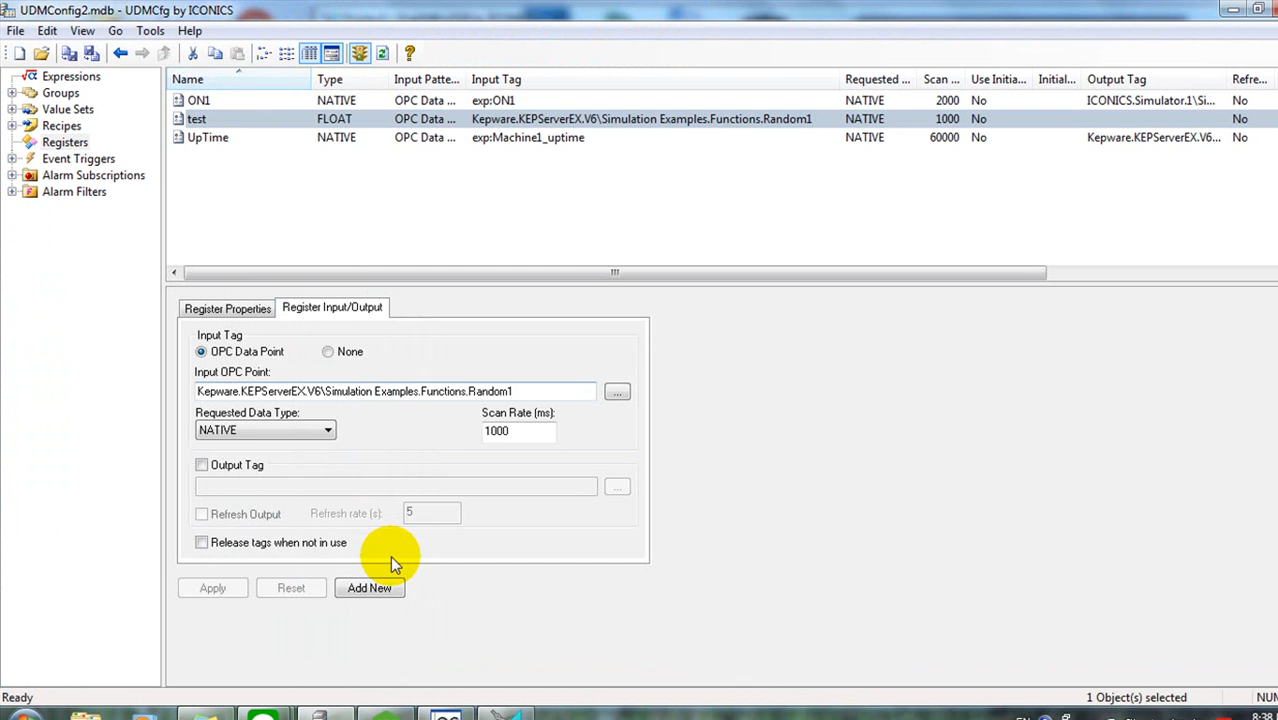 UDMConfig2.mdb - UDMCfg by ICONICS
File Edit View Go Tools Help
Expressions
Groups
Value Sets
Recipes
Registers
Event Triggers
Alarm Subscriptions
Alarm Filters
Name Type Input Patte... Input Tag Requested ... Scan ... Use Initia... Initial... Output Tag Refre...
ON1 NATIVE OPC Data ... exp:ON1 NATIVE 2000 No ICONICS.Simulator.1\Si... No
test FLOAT OPC Data ... Kepware.KEPServerEX.V6\Simulation Examples.Functions.Random1 NATIVE 1000 No No
UpTime NATIVE OPC Data ... exp:Machine1_uptime NATIVE 60000 No Kepware.KEPServerEX.V6... No
Register Properties Register Input/Output
Input Tag
OPC Data Point None
Input OPC Point:
Kepware.KEPServerEX.V6\Simulation Examples.Functions.Random1 ...
Requested Data Type: Scan Rate (ms):
NATIVE 1000
Output Tag
...
Refresh Output Refresh rate (s): 5
Release tags when not in use
Apply Reset Add New
Ready 1 Object(s) selected NUM